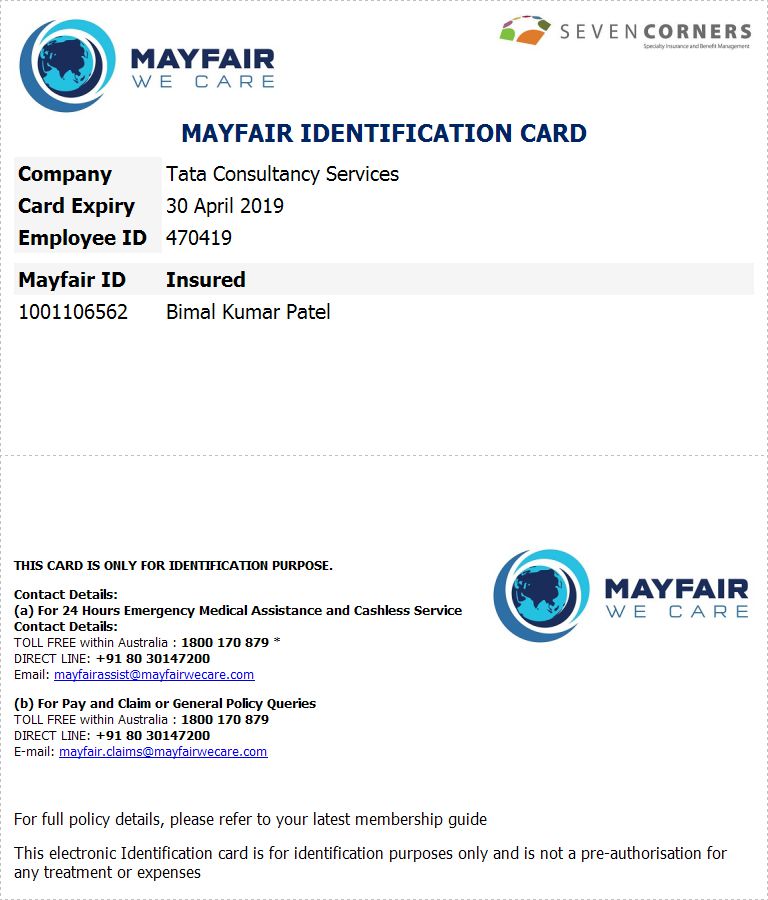 MAYFAIR
WE CARE
SEVENCORNERS
Specialty Insurance and Benefit Management
MAYFAIR IDENTIFICATION CARD
Company Tata Consultancy Services
Card Expiry 30 April 2019
Employee ID 470419
Mayfair ID Insured
1001106562 Bimal Kumar Patel
THIS CARD IS ONLY FOR IDENTIFICATION PURPOSE.
Contact Details:
(a) For 24 Hours Emergency Medical Assistance and Cashless Service
Contact Details:
TOLL FREE within Australia : 1800 170 879 *
DIRECT LINE: +91 80 30147200
Email: mayfairassist@mayfairwecare.com
MAYFAIR
WE CARE
(b) For Pay and Claim or General Policy Queries
TOLL FREE within Australia : 1800 170 879
DIRECT LINE: +91 80 30147200
E-mail: mayfair.claims@mayfairwecare.com
For full policy details, please refer to your latest membership guide
This electronic Identification card is for identification purposes only and is not a pre-authorisation for
any treatment or expenses